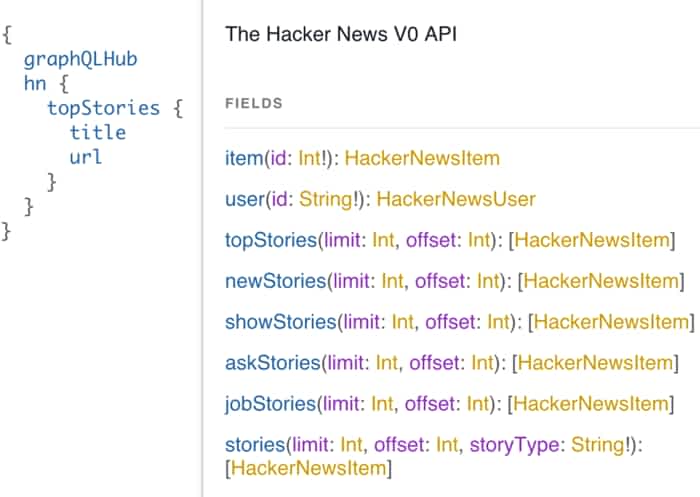 {
  graphQLHub
  hn {
    topStories {
      title
      url
    }
  }
}
The Hacker News V0 API
FIELDS
item(id: Int!): HackerNewsItem
user(id: String!): HackerNewsUser
topStories(limit: Int, offset: Int): [HackerNewsItem]
newStories(limit: Int, offset: Int): [HackerNewsItem]
showStories(limit: Int, offset: Int): [HackerNewsItem]
askStories(limit: Int, offset: Int): [HackerNewsItem]
jobStories(limit: Int, offset: Int): [HackerNewsItem]
stories(limit: Int, offset: Int, storyType: String!):
[HackerNewsItem]